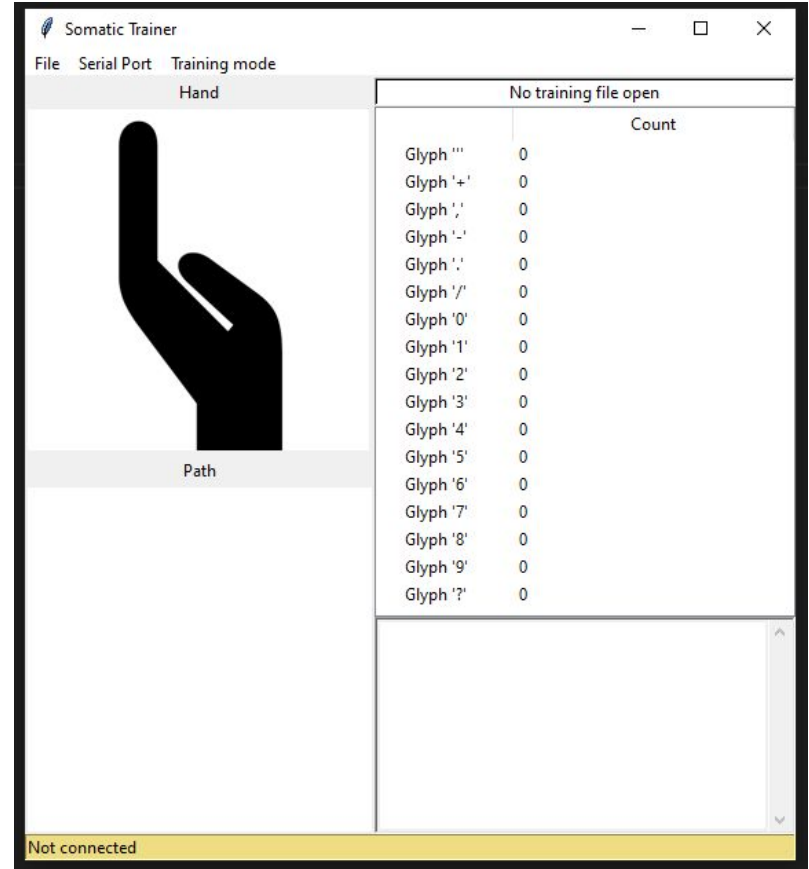 Somatic Trainer
File Serial Port Training mode
Hand
No training file open
Count
Glyph ''' 0
Glyph '+' 0
Glyph ',' 0
Glyph '-' 0
Glyph '.' 0
Glyph '/' 0
Glyph '0' 0
Glyph '1' 0
Glyph '2' 0
Glyph '3' 0
Glyph '4' 0
Glyph '5' 0
Glyph '6' 0
Glyph '7' 0
Glyph '8' 0
Glyph '9' 0
Glyph '?' 0
Path
Not connected